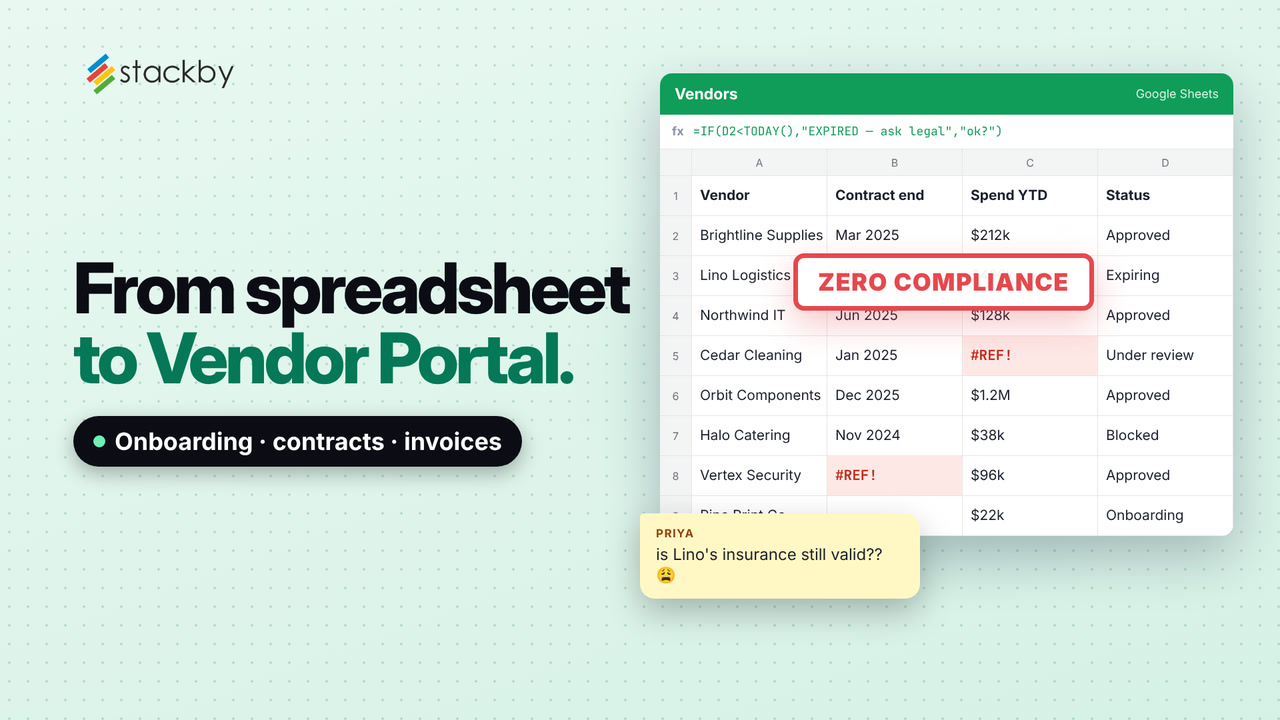 stackby
From spreadsheet
to Vendor Portal.
Onboarding · contracts · invoices
Vendors Google Sheets
fx =IF(D2<TODAY(),"EXPIRED — ask legal","ok?")
A B C D
1 Vendor Contract end Spend YTD Status
2 Brightline Supplies Mar 2025 $212k Approved
3 Lino Logistics Expiring
ZERO COMPLIANCE
4 Northwind IT Jun 2025 $128k Approved
5 Cedar Cleaning Jan 2025 #REF! Under review
6 Orbit Components Dec 2025 $1.2M Approved
7 Halo Catering Nov 2024 $38k Blocked
8 Vertex Security #REF! $96k Approved
$22k Onboarding
PRIYA
is Lino's insurance still valid??
😩